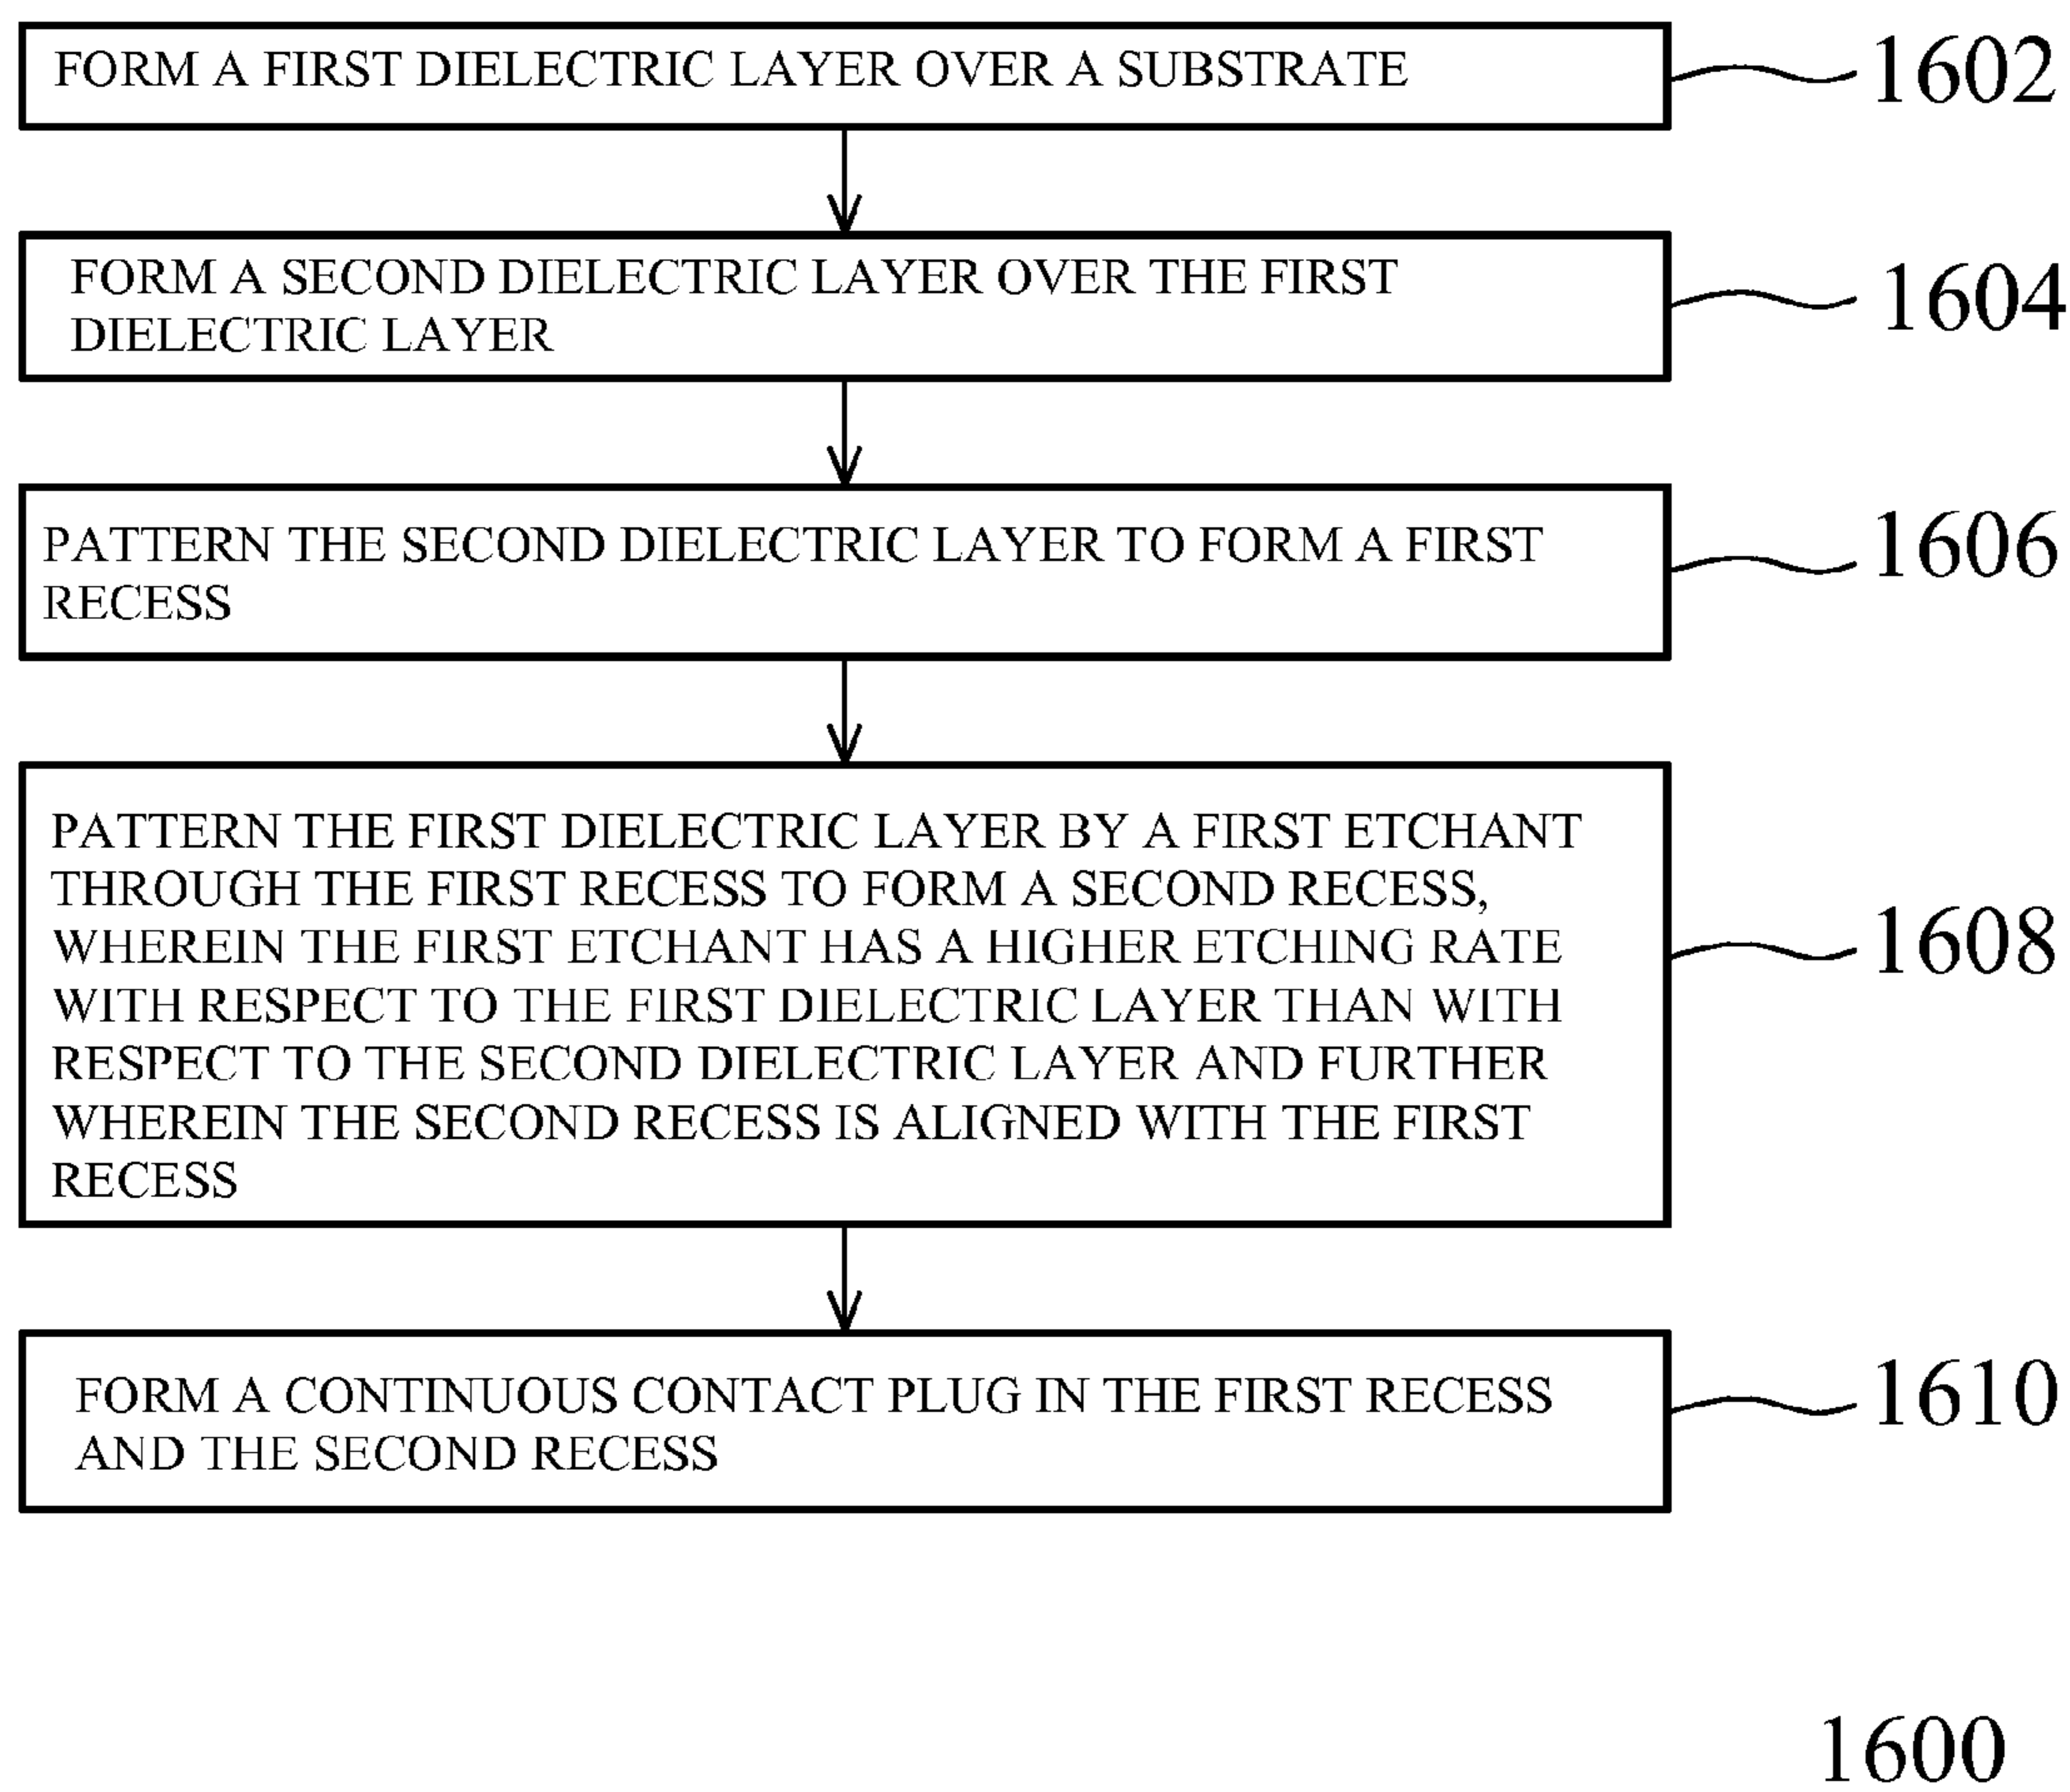 FORM A FIRST DIELECTRIC LAYER OVER A SUBSTRATE
1602
FORM A SECOND DIELECTRIC LAYER OVER THE FIRST
DIELECTRIC LAYER
1604
PATTERN THE SECOND DIELECTRIC LAYER TO FORM A FIRST
RECESS
1606
PATTERN THE FIRST DIELECTRIC LAYER BY A FIRST ETCHANT
THROUGH THE FIRST RECESS TO FORM A SECOND RECESS,
WHEREIN THE FIRST ETCHANT HAS A HIGHER ETCHING RATE
WITH RESPECT TO THE FIRST DIELECTRIC LAYER THAN WITH
RESPECT TO THE SECOND DIELECTRIC LAYER AND FURTHER
WHEREIN THE SECOND RECESS IS ALIGNED WITH THE FIRST
RECESS
1608
FORM A CONTINUOUS CONTACT PLUG IN THE FIRST RECESS
AND THE SECOND RECESS
1610
1600